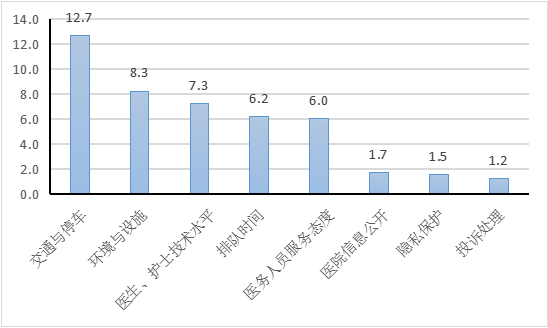 14.0
12.0
10.0
8.0
6.0
4.0
2.0
0.0
12.7
8.3
7.3
6.2
6.0
1.7
1.5
1.2
交通与停车
环境与设施
医生、护士技术水平
排队时间
医务人员服务态度
医院信息公开
隐私保护
投诉处理